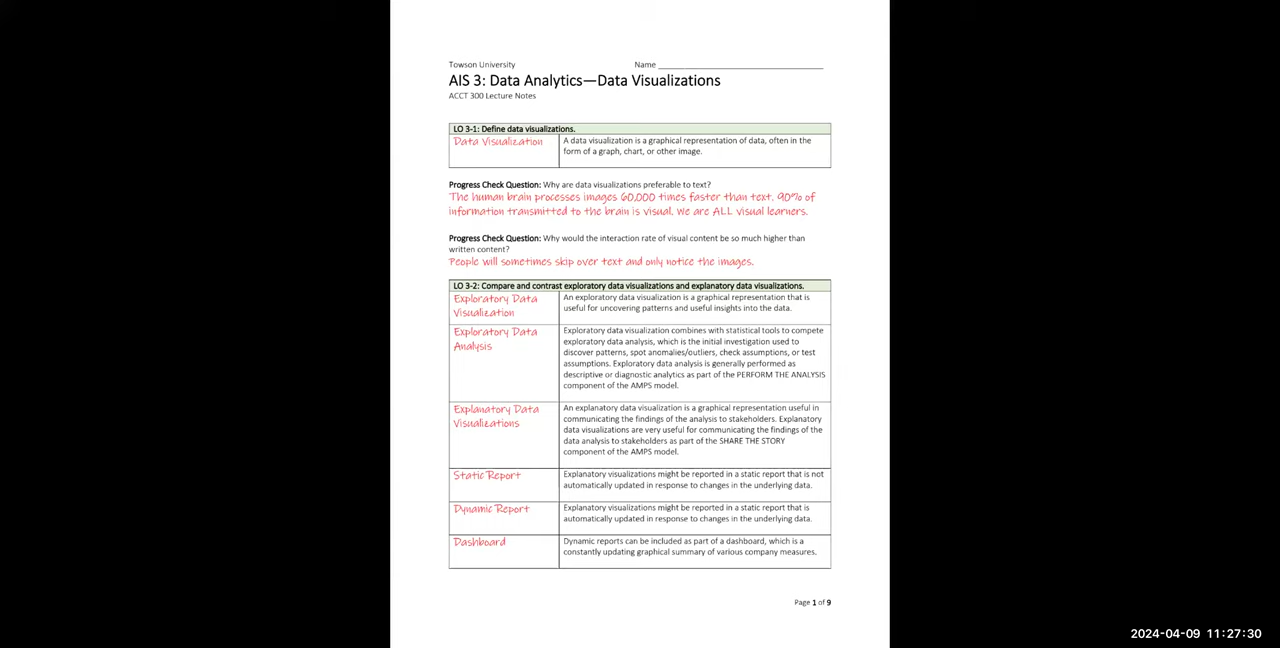 Towson University Name ____________________
AIS 3: Data Analytics—Data Visualizations
ACCT 300 Lecture Notes
LO 3-1: Define data visualizations.
Data Visualization
A data visualization is a graphical representation of data, often in the
form of a graph, chart, or other image.
Progress Check Question: Why are data visualizations preferable to text?
The human brain processes images 60,000 times faster than text. 90% of
information transmitted to the brain is visual. We are ALL visual learners.
Progress Check Question: Why would the interaction rate of visual content be so much higher than
written content?
People will sometimes skip over text and only notice the images.
LO 3-2: Compare and contrast exploratory data visualizations and explanatory data visualizations.
Exploratory Data
Visualization
An exploratory data visualization is a graphical representation that is
useful for uncovering patterns and useful insights into the data.
Exploratory Data
Analysis
Exploratory data visualization combines with statistical tools to compete
exploratory data analysis, which is the initial investigation used to
discover patterns, spot anomalies/outliers, check assumptions, or test
assumptions. Exploratory data analysis is generally performed as
descriptive or diagnostic analytics as part of the PERFORM THE ANALYSIS
component of the AMPS model.
Explanatory Data
Visualizations
An explanatory data visualization is a graphical representation useful in
communicating the findings of the analysis to stakeholders. Explanatory
data visualizations are very useful for communicating the findings of the
data analysis to stakeholders as part of the SHARE THE STORY
component of the AMPS model.
Static Report
Explanatory visualizations might be reported in a static report that is not
automatically updated in response to changes in the underlying data.
Dynamic Report
Explanatory visualizations might be reported in a static report that is
automatically updated in response to changes in the underlying data.
Dashboard
Dynamic reports can be included as part of a dashboard, which is a
constantly updating graphical summary of various company measures.
Page 1 of 9
2024-04-09 11:27:30